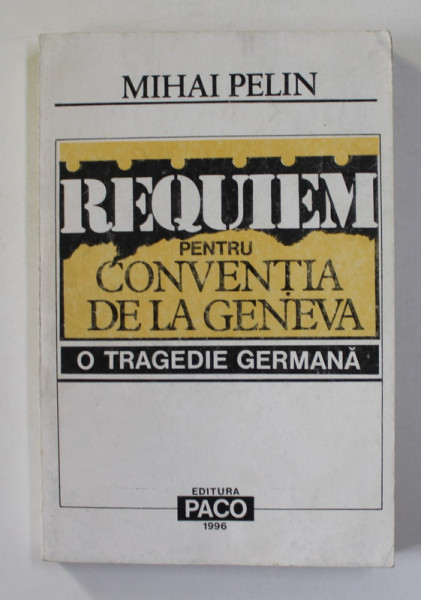 MIHAI PELIN
REQUIEM
PENTRU
CONVENȚIA
DE LA GENEVA
O TRAGEDIE GERMANĂ
EDITURA
PACO
1996